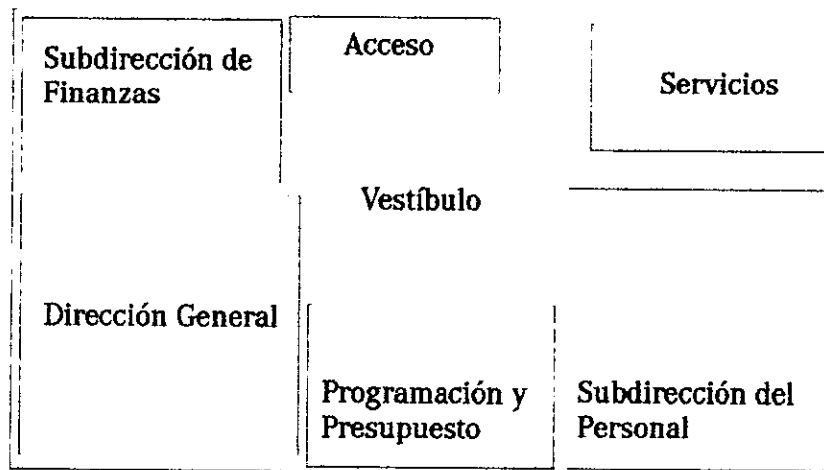 Subdirección de
Finanzas
Acceso
Servicios
Vestíbulo
Dirección General
Programación y
Presupuesto
Subdirección del
Personal